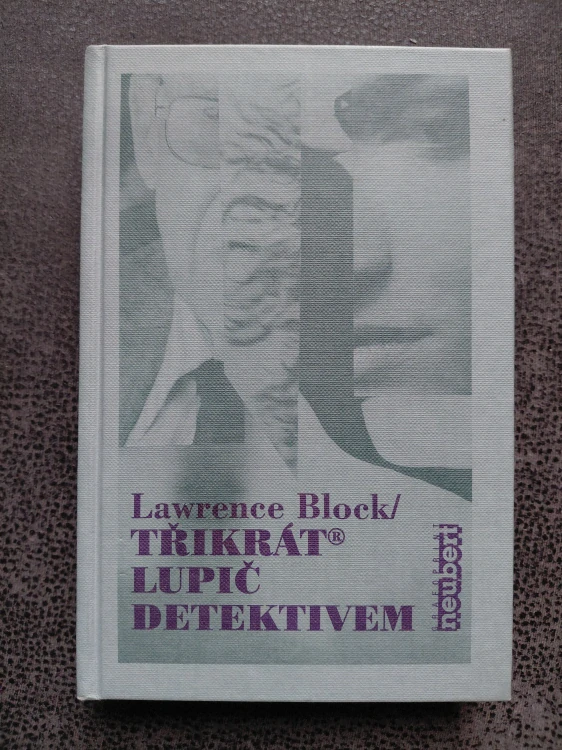 Lawrence Block/
TŘIKRÁT®
LUPIČ
DETEKTIVEM
neubert